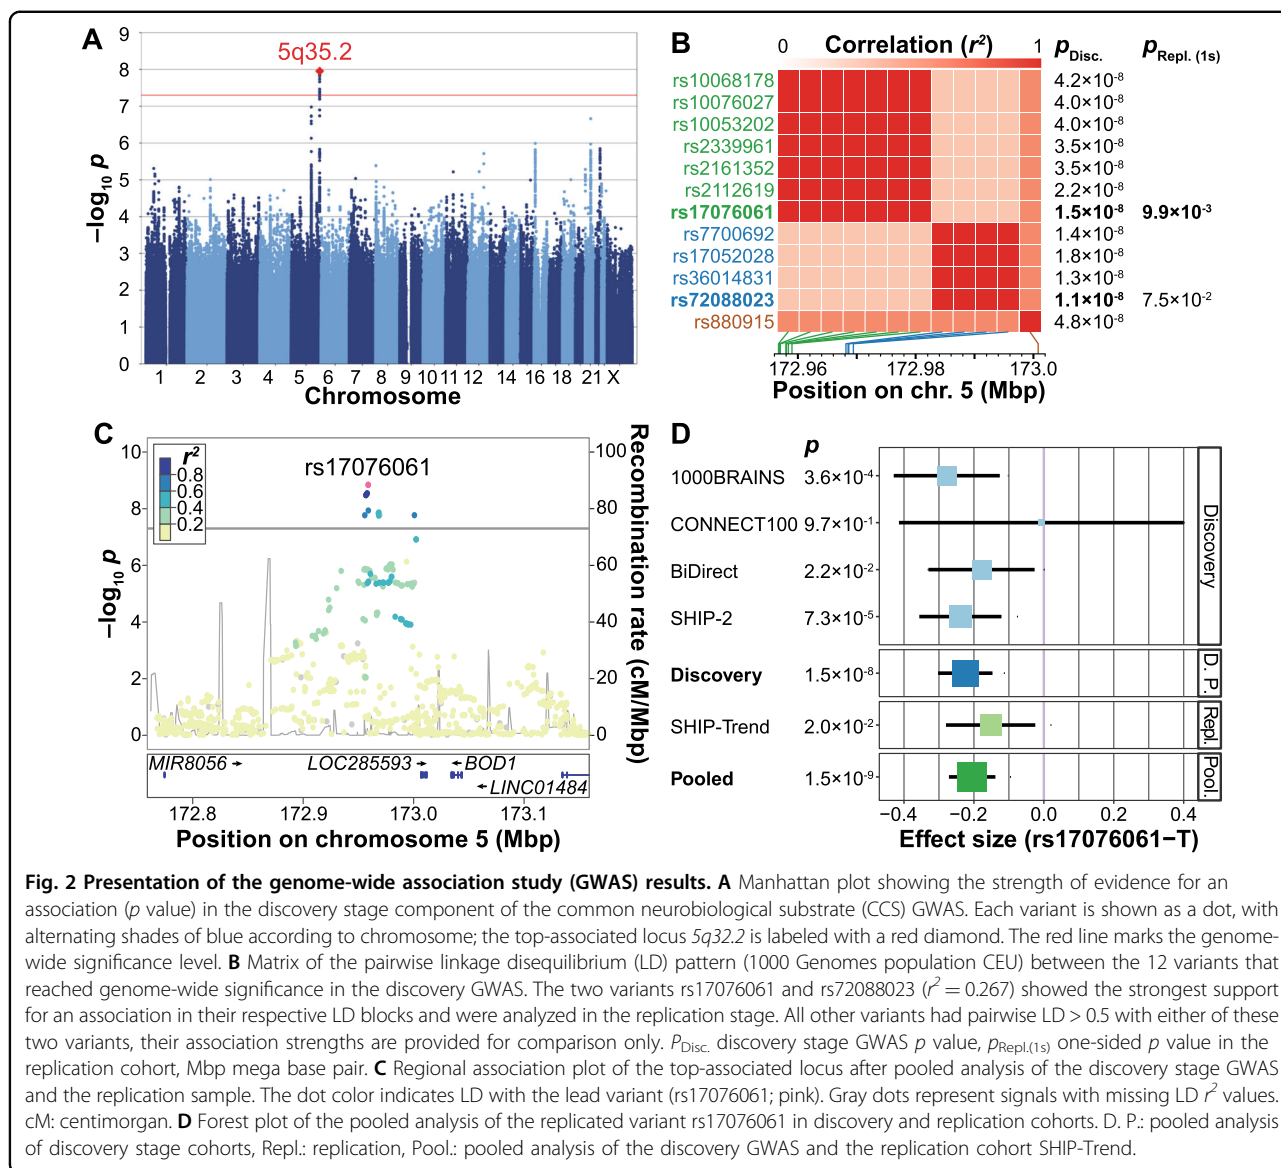 A
9
8
7
6
5
4
3
2
1
0
−log10 p
5q35.2
1 2 3 4 5 6 7 8 9 10 11 12 14 16 18 21 X
Chromosome
B
0 Correlation (r2) 1 pDisc. pRepl. (1s)
rs10068178 4.2×10-8
rs10076027 4.0×10-8
rs10053202 4.0×10-8
rs2339961 3.5×10-8
rs2161352 3.5×10-8
rs2112619 2.2×10-8
rs17076061 1.5×10-8 9.9×10-3
rs7700692 1.4×10-8
rs17052028 1.8×10-8
rs36014831 1.3×10-8
rs72088023 1.1×10-8 7.5×10-2
rs880915 4.8×10-8
172.96 172.98 173.0
Position on chr. 5 (Mbp)
C
r2
0.8
0.6
0.4
0.2
rs17076061
10
8
6
4
2
0
−log10 p
100
80
60
40
20
0
Recombination rate (cM/Mbp)
MIR8056 LOC285593 BOD1
LINC01484
172.8 172.9 173.0 173.1
Position on chromosome 5 (Mbp)
D
p
1000BRAINS 3.6×10-4
CONNECT100 9.7×10-1
BiDirect 2.2×10-2
SHIP-2 7.3×10-5
Discovery
Discovery 1.5×10-8 D. P.
SHIP-Trend 2.0×10-2 Repl.
Pooled 1.5×10-9 Pool.
−0.4 −0.2 0.0 0.2 0.4
Effect size (rs17076061−T)
Fig. 2 Presentation of the genome-wide association study (GWAS) results. A Manhattan plot showing the strength of evidence for an
association (p value) in the discovery stage component of the common neurobiological substrate (CCS) GWAS. Each variant is shown as a dot, with
alternating shades of blue according to chromosome; the top-associated locus 5q32.2 is labeled with a red diamond. The red line marks the genome-
wide significance level. B Matrix of the pairwise linkage disequilibrium (LD) pattern (1000 Genomes population CEU) between the 12 variants that
reached genome-wide significance in the discovery GWAS. The two variants rs17076061 and rs72088023 (r2 = 0.267) showed the strongest support
for an association in their respective LD blocks and were analyzed in the replication stage. All other variants had pairwise LD > 0.5 with either of these
two variants, their association strengths are provided for comparison only. PDisc. discovery stage GWAS p value, pRepl.(1s) one-sided p value in the
replication cohort, Mbp mega base pair. C Regional association plot of the top-associated locus after pooled analysis of the discovery stage GWAS
and the replication sample. The dot color indicates LD with the lead variant (rs17076061; pink). Gray dots represent signals with missing LD r2 values.
cM: centimorgan. D Forest plot of the pooled analysis of the replicated variant rs17076061 in discovery and replication cohorts. D. P.: pooled analysis
of discovery stage cohorts, Repl.: replication, Pool.: pooled analysis of the discovery GWAS and the replication cohort SHIP-Trend.